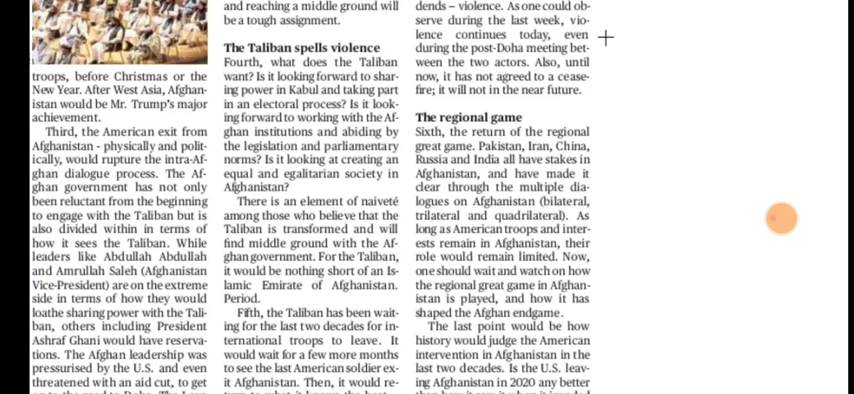 troops, before Christmas or the
New Year. After West Asia, Afghan-
istan would be Mr. Trump's major
achievement.
Third, the American exit from
Afghanistan - physically and polit-
ically, would rupture the intra-Af-
ghan dialogue process. The Af-
ghan government has not only
been reluctant from the beginning
to engage with the Taliban but is
also divided within in terms of
how it sees the Taliban. While
leaders like Abdullah Abdullah
and Amrullah Saleh (Afghanistan
Vice-President) are on the extreme
side in terms of how they would
loathe sharing power with the Tali-
ban, others including President
Ashraf Ghani would have reserva-
tions. The Afghan leadership was
pressurised by the U.S. and even
threatened with an aid cut, to get
and reaching a middle ground will
be a tough assignment.
The Taliban spells violence
Fourth, what does the Taliban
want? Is it looking forward to shar-
ing power in Kabul and taking part
in an electoral process? Is it look-
ing forward to working with the Af-
ghan institutions and abiding by
the legislation and parliamentary
norms? Is it looking at creating an
equal and egalitarian society in
Afghanistan?
There is an element of naiveté
among those who believe that the
Taliban is transformed and will
find middle ground with the Af-
ghan government. For the Taliban,
it would be nothing short of an Is-
lamic Emirate of Afghanistan.
Period.
Fifth, the Taliban has been wait-
ing for the last two decades for in-
ternational troops to leave. It
would wait for a few more months
to see the last American soldier ex-
it Afghanistan. Then, it would re-
dends – violence. As one could ob-
serve during the last week, vio-
lence continues today, even
during the post-Doha meeting bet-
ween the two actors. Also, until
now, it has not agreed to a cease-
fire; it will not in the near future.
The regional game
Sixth, the return of the regional
great game. Pakistan, Iran, China,
Russia and India all have stakes in
Afghanistan, and have made it
clear through the multiple dia-
logues on Afghanistan (bilateral,
trilateral and quadrilateral). As
long as American troops and inter-
ests remain in Afghanistan, their
role would remain limited. Now,
one should wait and watch on how
the regional great game in Afghan-
istan is played, and how it has
shaped the Afghan endgame.
The last point would be how
history would judge the American
intervention in Afghanistan in the
last two decades. Is the U.S. leav-
ing Afghanistan in 2020 any better